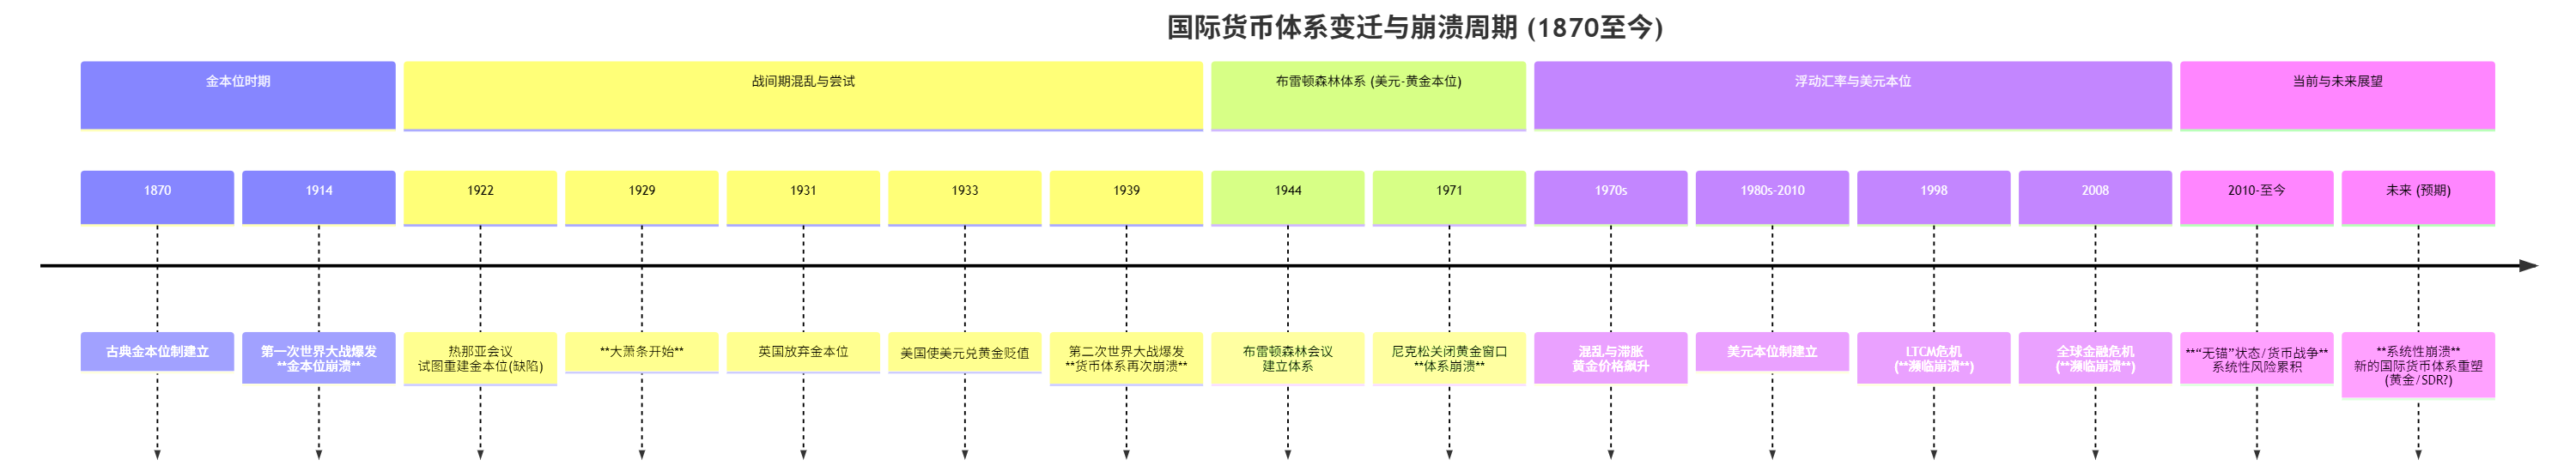 国际货币体系变迁与崩溃周期 (1870至今)
金本位时期
战间期混乱与尝试
布雷顿森林体系 (美元-黄金本位)
浮动汇率与美元本位
当前与未来展望
1870
1914
1922
1929
1931
1933
1939
1944
1971
1970s
1980s-2010
1998
2008
2010-至今
未来 (预期)
古典金本位制建立
第一次世界大战爆发
**金本位崩溃**
热那亚会议
试图重建金本位(缺陷)
**大萧条开始**
英国放弃金本位
美国使美元兑黄金贬值
第二次世界大战爆发
**货币体系再次崩溃**
布雷顿森林会议
建立体系
尼克松关闭黄金窗口
**体系崩溃**
混乱与滞胀
黄金价格飙升
美元本位制建立
LTCM危机
(**濒临崩溃**)
全球金融危机
(**濒临崩溃**)
**“无锚”状态/货币战争**
系统性风险累积
**系统性崩溃**
新的国际货币体系重塑
(黄金/SDR?)